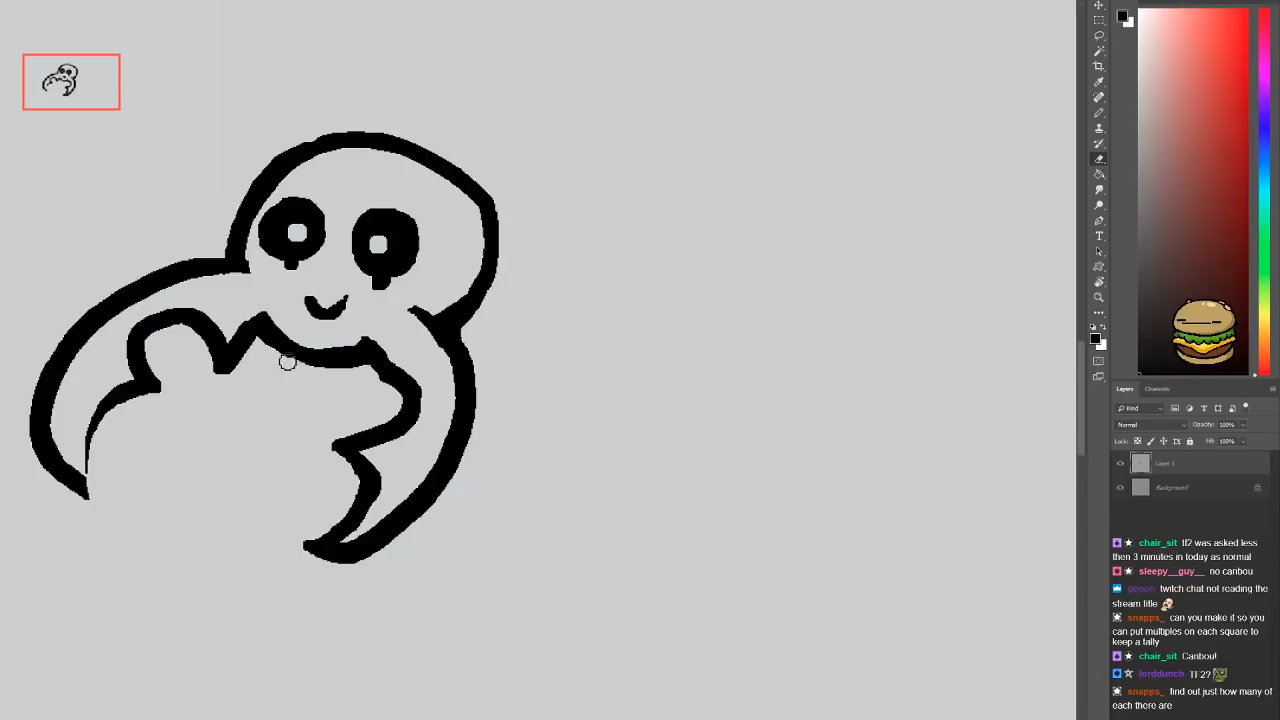 Layers Channels
Kind
Normal Opacity: 100%
Lock: Fill: 100%
Layer 1
Background
chair_sit tf2 was asked less
then 3 minutes in today as normal
sleepy__guy__ no caribou
twitch chat not reading the
stream title
snapps_ can you make it so you
can put multiples on each square to
keep a tally
chair_sit Caribou!
lorddunch TF2?
snapps_ find out just how many of
each there are